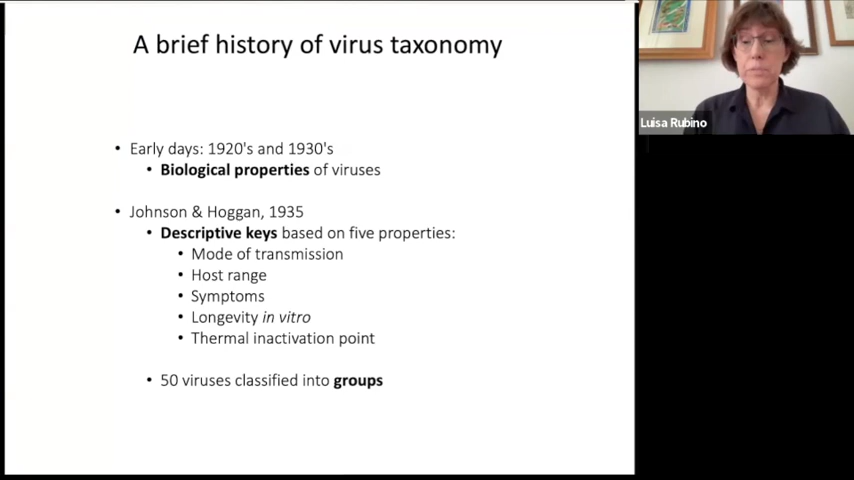 A brief history of virus taxonomy
• Early days: 1920's and 1930's
• Biological properties of viruses
• Johnson & Hoggan, 1935
• Descriptive keys based on five properties:
• Mode of transmission
• Host range
• Symptoms
• Longevity in vitro
• Thermal inactivation point
• 50 viruses classified into groups
Luisa Rubino